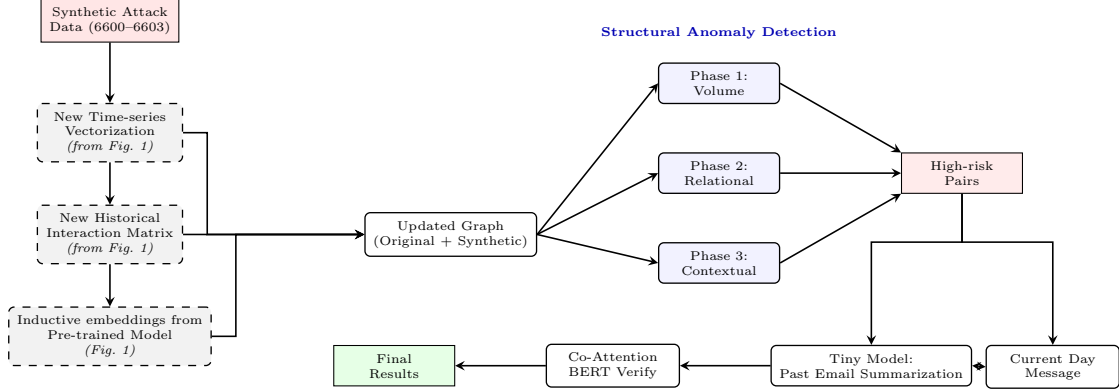 Synthetic Attack
Data (6600–6603)
New Time-series
Vectorization
(from Fig. 1)
New Historical
Interaction Matrix
(from Fig. 1)
Inductive embeddings from
Pre-trained Model
(Fig. 1)
Updated Graph
(Original + Synthetic)
Structural Anomaly Detection
Phase 1:
Volume
Phase 2:
Relational
Phase 3:
Contextual
High-risk
Pairs
Final
Results
Co-Attention
BERT Verify
Tiny Model:
Past Email Summarization
Current Day
Message